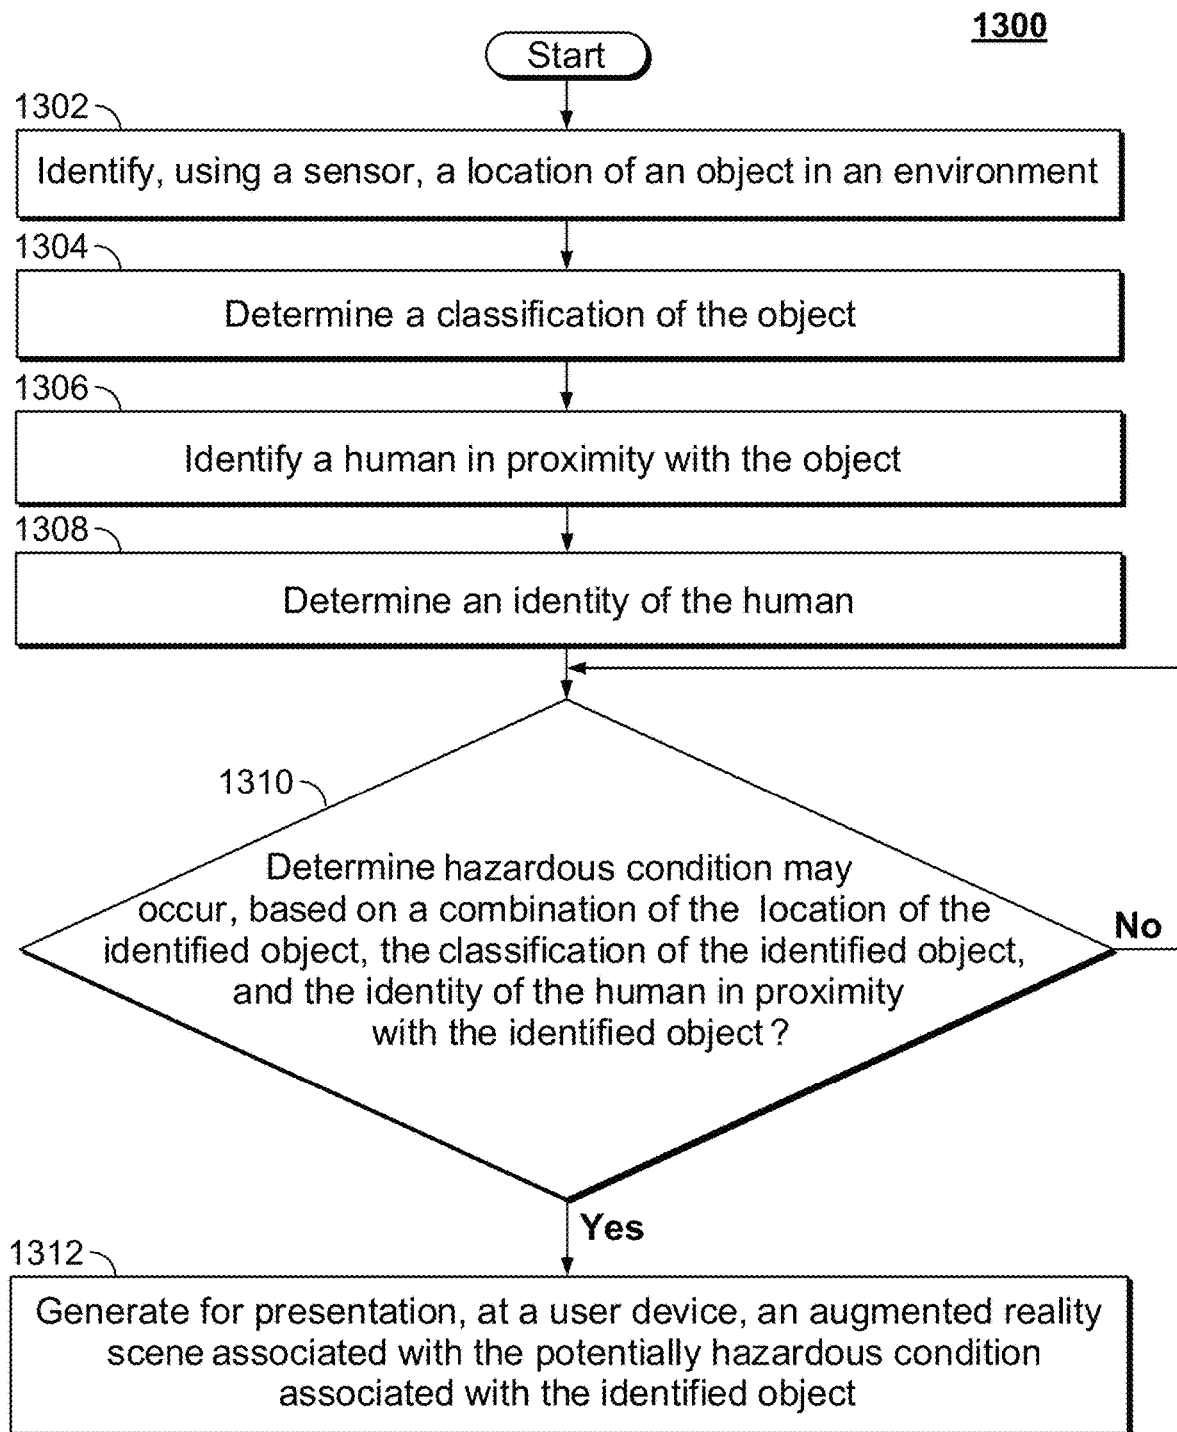 1300
Start
1302
Identify, using a sensor, a location of an object in an environment
1304
Determine a classification of the object
1306
Identify a human in proximity with the object
1308
Determine an identity of the human
1310
Determine hazardous condition may
occur, based on a combination of the location of the
identified object, the classification of the identified object,
and the identity of the human in proximity
with the identified object?
No
Yes
1312
Generate for presentation, at a user device, an augmented reality
scene associated with the potentially hazardous condition
associated with the identified object